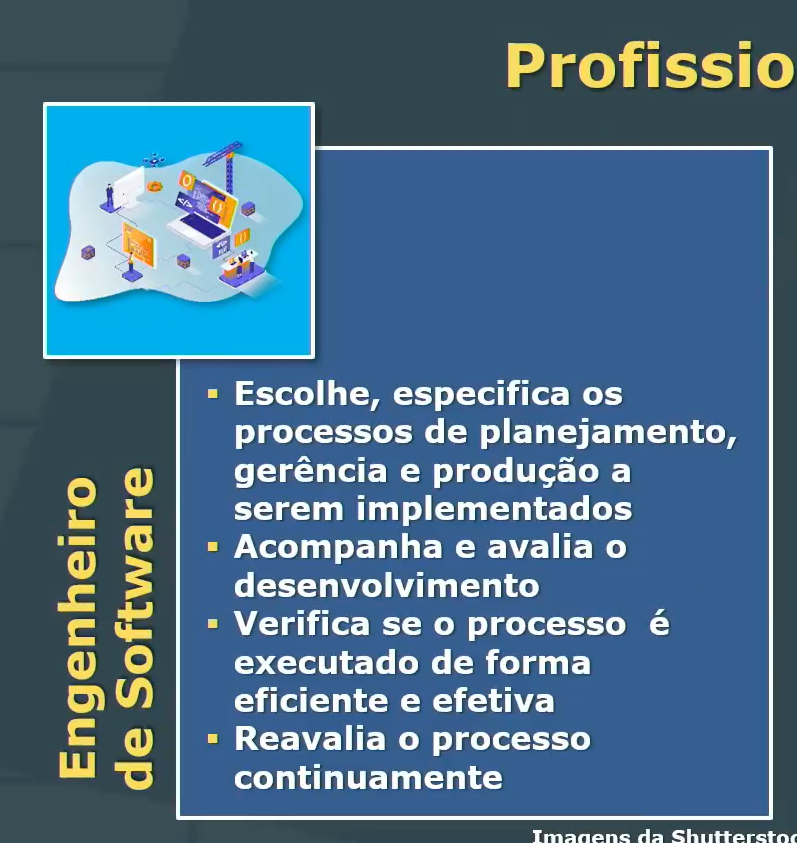 Profissio
Engenheiro
de Software
▪ Escolhe, especifica os
processos de planejamento,
gerência e produção a
serem implementados
▪ Acompanha e avalia o
desenvolvimento
▪ Verifica se o processo é
executado de forma
eficiente e efetiva
▪ Reavalia o processo
continuamente
Imagens da Shutterstoc